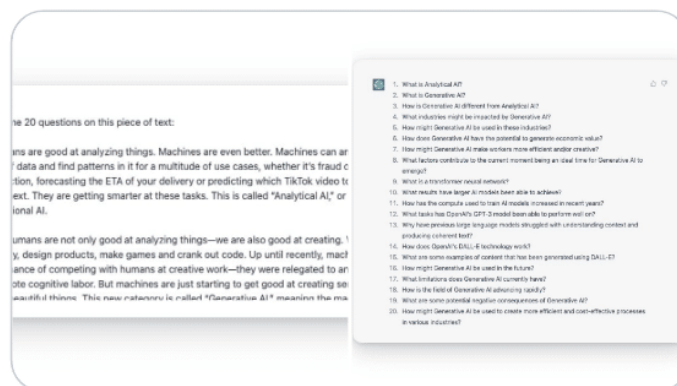 ne 20 questions on this piece of text:
ans are good at analyzing things. Machines are even better. Machines can an
f data and find patterns in it for a multitude of use cases, whether it's fraud o
tion, forecasting the ETA of your delivery or predicting which TikTok video to
ext. They are getting smarter at these tasks. This is called "Analytical AI," or
ional AI.
umans are not only good at analyzing things—we are also good at creating.
y, design products, make games and crank out code. Up until recently, mach
ance of competing with humans at creative work—they were relegated to an
ote cognitive labor. But machines are just starting to get good at creating se
eautiful things. This new category is called "Generative AI," meaning the ma
1. What is Analytical AI?
2. What is Generative AI?
3. How is Generative AI different from Analytical AI?
4. What industries might be impacted by Generative AI?
5. How might Generative AI be used in these industries?
6. How does Generative AI have the potential to generate economic value?
7. How might Generative AI make workers more efficient and/or creative?
8. What factors contribute to the current moment being an ideal time for Generative AI to
emerge?
9. What is a transformer neural network?
10. What results have larger AI models been able to achieve?
11. How has the compute used to train AI models increased in recent years?
12. What tasks has OpenAI's GPT-3 model been able to perform well on?
13. Why have previous large language models struggled with understanding context and
producing coherent text?
14. How does OpenAI's DALL-E technology work?
15. What are some examples of content that has been generated using DALL-E?
16. How might Generative AI be used in the future?
17. What limitations does Generative AI currently have?
18. How is the field of Generative AI advancing rapidly?
19. What are some potential negative consequences of Generative AI?
20. How might Generative AI be used to create more efficient and cost-effective processes
in various industries?